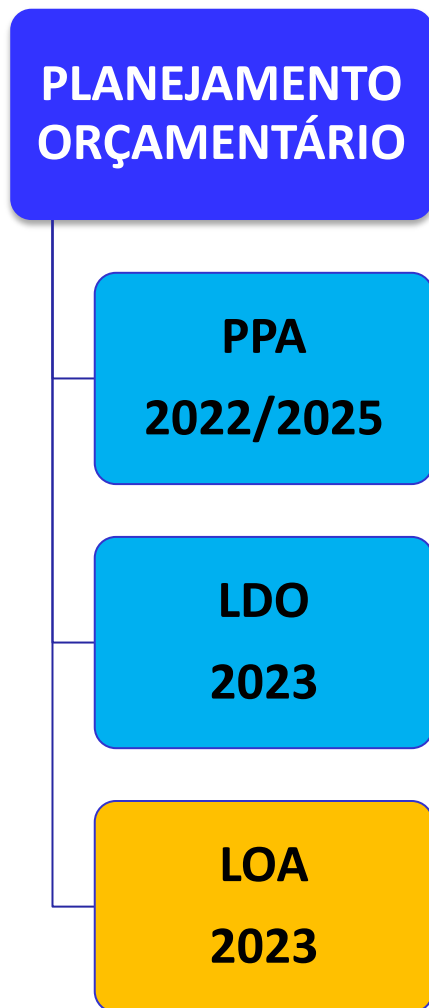 PLANEJAMENTO
ORÇAMENTÁRIO
PPA
2022/2025
LDO
2023
LOA
2023